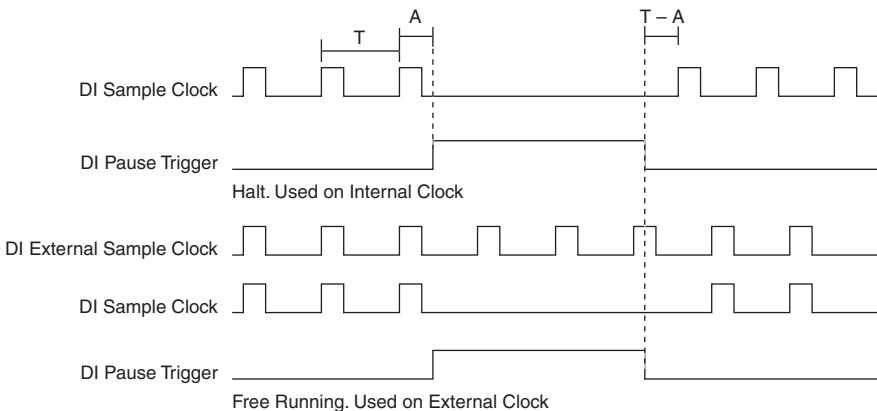 A
T – A
T
DI Sample Clock
DI Pause Trigger
Halt. Used on Internal Clock
DI External Sample Clock
DI Sample Clock
DI Pause Trigger
Free Running. Used on External Clock